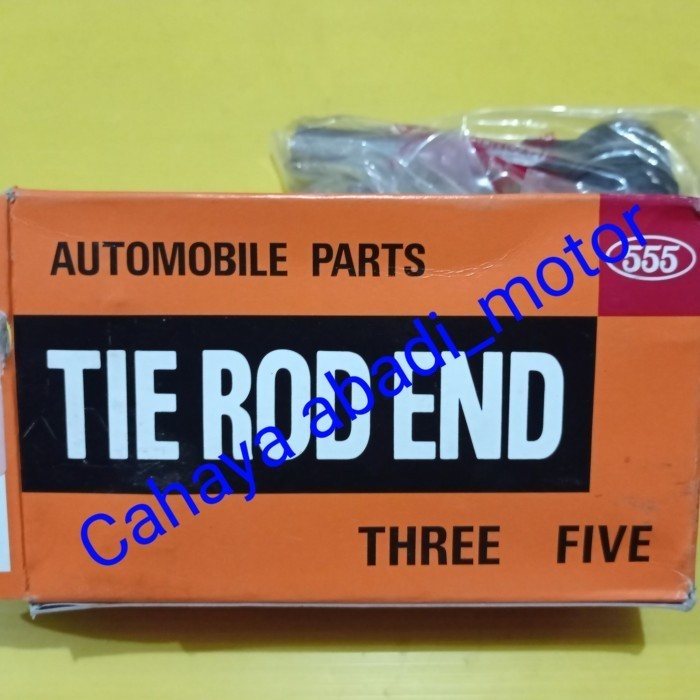 AUTOMOBILE PARTS
555
TIE ROD END
Cahaya abadi_motor
THREE FIVE